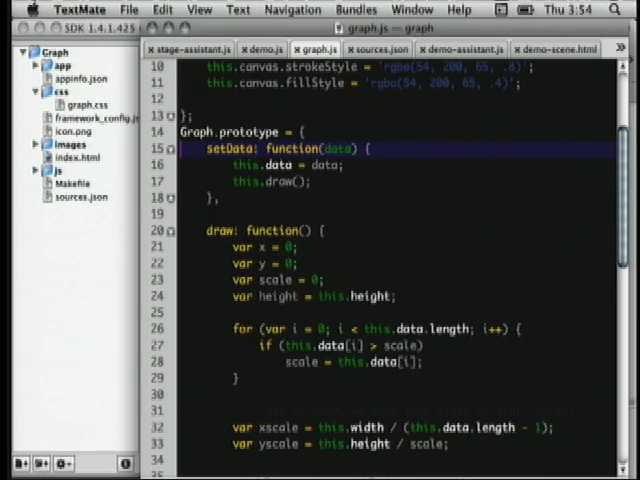 TextMate File Edit View Text Navigation Bundles Window Help Thu 3:54
SDK 1.4.1.425
graph.js — graph
stage-assistant.js demo.js graph.js sources.json demo-assistant.js demo-scene.html
Graph
app
appinfo.json
css
graph.css
framework_config.js
icon.png
images
index.html
js
Makefile
sources.json
10 this.canvas.strokeStyle = 'rgba(54, 200, 65, .8)';
11 this.canvas.fillStyle = 'rgba(54, 200, 65, .4)';
12
13 };
14 Graph.prototype = {
15 setData: function(data) {
16 this.data = data;
17 this.draw();
18 },
19
20 draw: function() {
21 var x = 0;
22 var y = 0;
23 var scale = 0;
24 var height = this.height;
25
26 for (var i = 0; i < this.data.length; i++) {
27 if (this.data[i] > scale)
28 scale = this.data[i];
29 }
30
31
32 var xscale = this.width / (this.data.length - 1);
33 var yscale = this.height / scale;
34
35